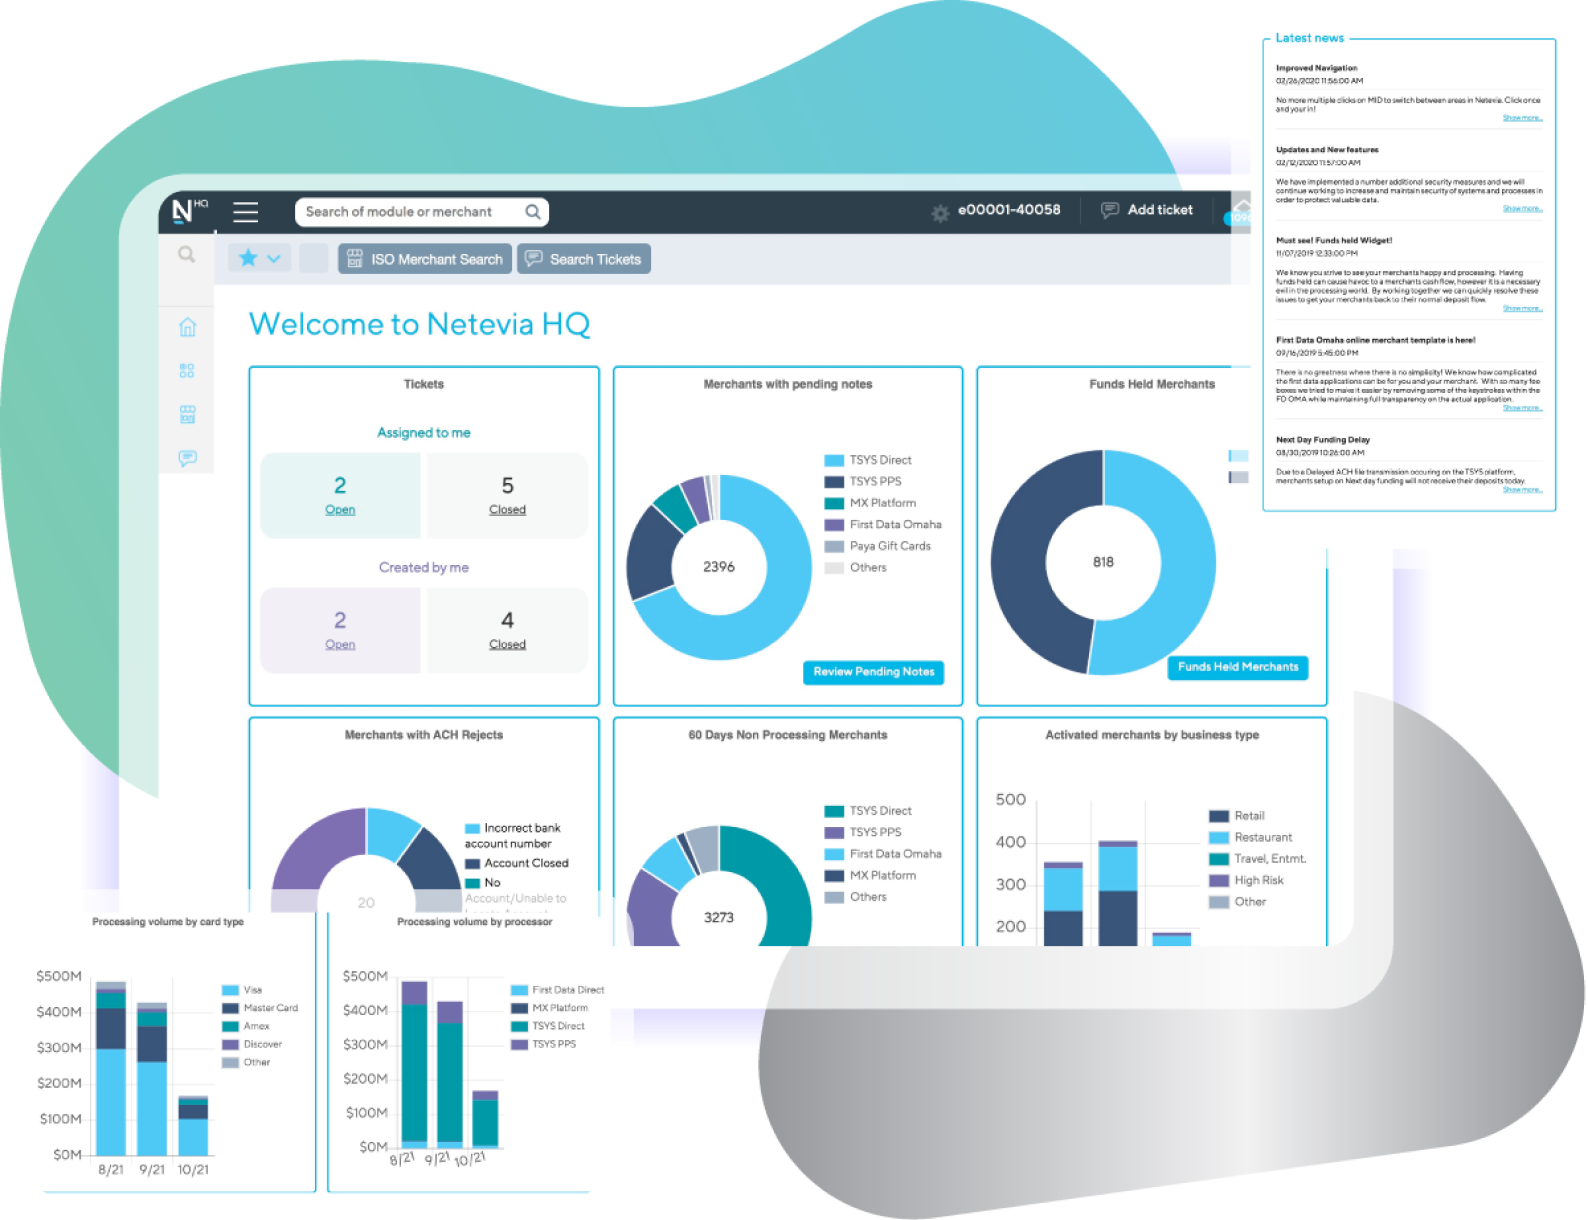 Latest news
Improved Navigation
02/26/2020 11:56:00 AM
No more multiple clicks on MID to switch between areas in Netevia. Click once
and your in!
Show more...
Updates and New features
02/12/2020 11:57:00 AM
We have implemented a number additional security measures and we will
continue working to increase and maintain security of systems and processes in
order to protect valuable data.
Show more...
Must see! Funds held Widget!
11/07/2019 12:33:00 PM
We know you strive to see your merchants happy and processing. Having
funds held can cause havoc to a merchants cash flow, however it is a necessary
evil in the processing world. By working together we can quickly resolve these
issues to get your merchants back to their normal deposit flow.
Show more...
First Data Omaha online merchant template is here!
09/16/2019 5:45:00 PM
There is no greatness where there is no simplicity! We know how complicated
the first data applications can be for you and your merchant. With so many fee
boxes we tried to make it easier by removing some of the keystrokes within the
FD OMA while maintaining full transparency on the actual application.
Show more...
Next Day Funding Delay
08/30/2019 10:26:00 AM
Due to a Delayed ACH file transmission occuring on the TSYS platform,
merchants setup on Next day funding will not receive their deposits today.
Show more...
N HQ
Search of module or merchant
e00001-40058
Add ticket
ISO Merchant Search
Search Tickets
Welcome to Netevia HQ
Tickets
Assigned to me
2
Open
5
Closed
Created by me
2
Open
4
Closed
Merchants with pending notes
2396
TSYS Direct
TSYS PPS
MX Platform
First Data Omaha
Paya Gift Cards
Others
Review Pending Notes
Funds Held Merchants
818
Funds Held Merchants
Merchants with ACH Rejects
20
Incorrect bank
account number
Account Closed
No
Account/Unable to
60 Days Non Processing Merchants
3273
TSYS Direct
TSYS PPS
First Data Omaha
MX Platform
Others
Activated merchants by business type
500
400
300
200
Retail
Restaurant
Travel, Entmt.
High Risk
Other
Processing volume by card type
$500M
$400M
$300M
$200M
$100M
$0M
8/21
9/21
10/21
Visa
Master Card
Amex
Discover
Other
Processing volume by processor
$500M
$400M
$300M
$200M
$100M
$0M
8/21
9/21
10/21
First Data Direct
MX Platform
TSYS Direct
TSYS PPS